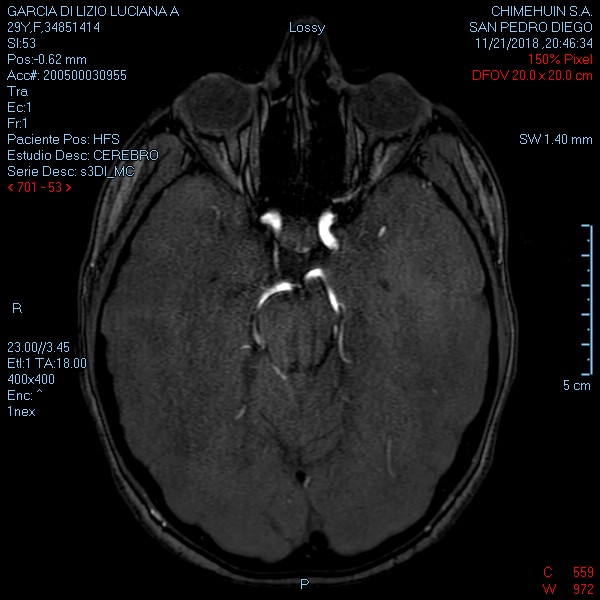 GARCIA DI LIZIO LUCIANA A
29Y,F,34851414
Sl:53
Pos:-0.62 mm
Acc#: 200500030955
Tra
Ec:1
Fr:1
Paciente Pos: HFS
Estudio Desc: CEREBRO
Serie Desc: s3DI_MC
< 701 - 53 >
Lossy
CHIMEHUIN S.A.
SAN PEDRO DIEGO
11/21/2018 ,20:46:34
150% Pixel
DFOV 20.0 x 20.0 cm
SW 1.40 mm
R
23.00//3.45
Etl:1 TA:18.00
400x400
Enc: ^
1nex
5 cm
P
C 559
W 972